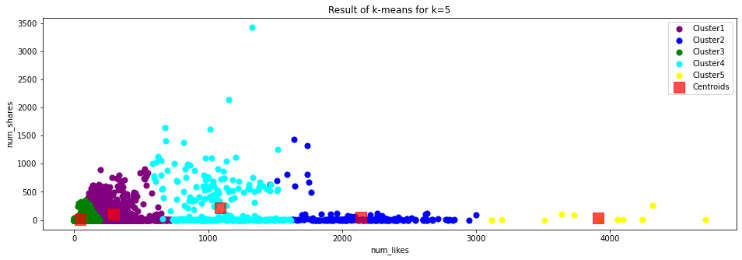 Result of k-means for k=5
3500
3000
2500
2000
1500
1000
500
0
num_shares
Cluster1
Cluster2
Cluster3
Cluster4
Cluster5
Centroids
0
1000
2000
3000
4000
num_likes